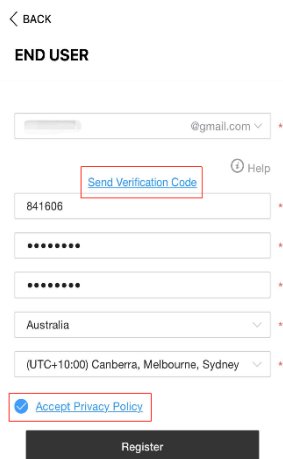 BACK
END USER
@gmail.com *
Help
Send Verification Code
841606 *
•••••••• *
•••••••• *
Australia *
(UTC+10:00) Canberra, Melbourne, Sydney *
Accept Privacy Policy
Register